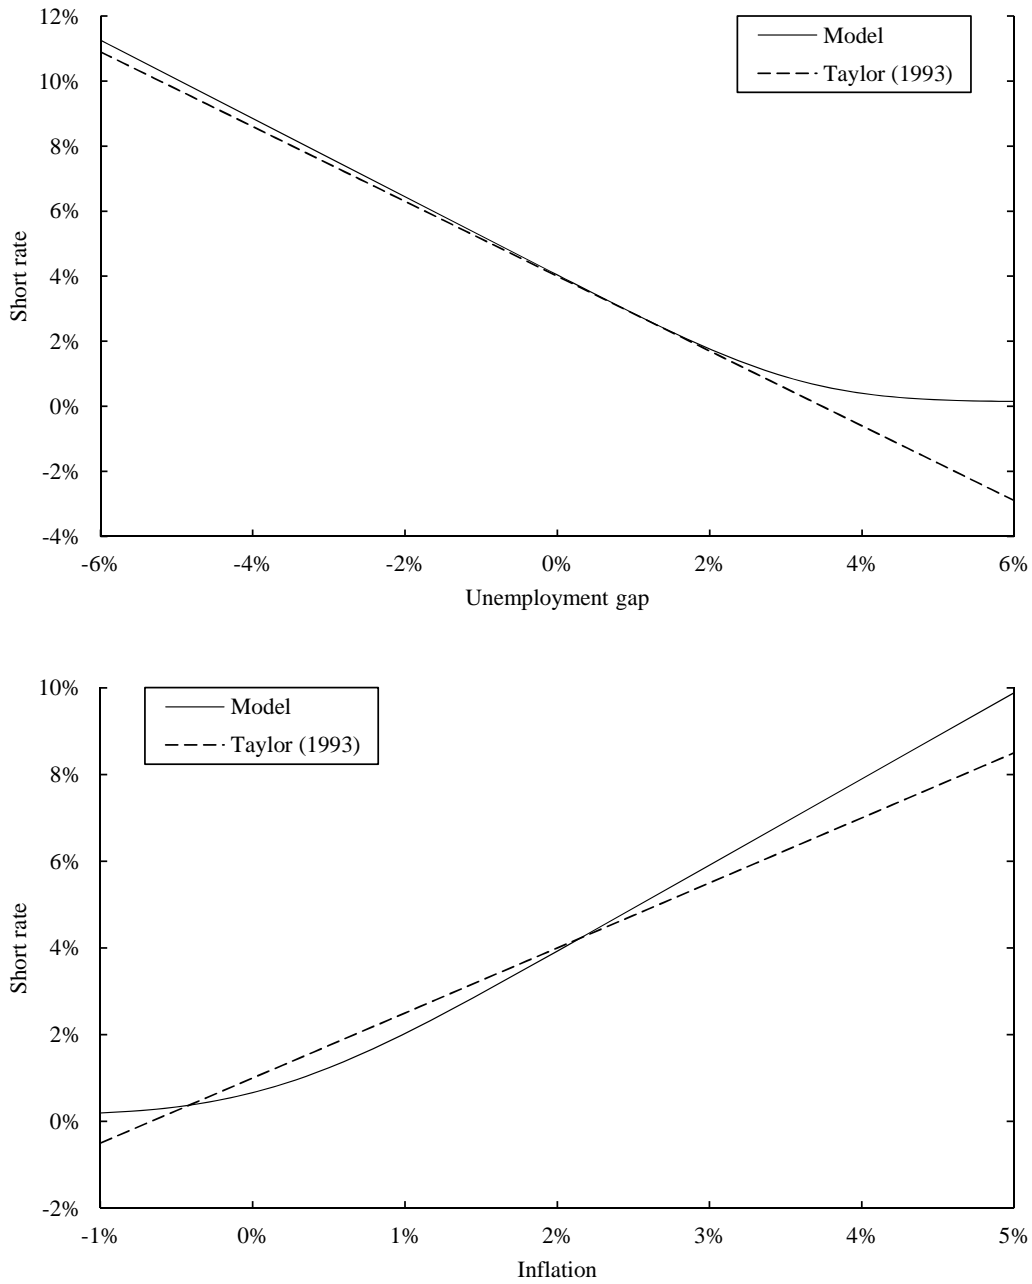 12%
10%
8%
6%
4%
2%
0%
-2%
-4%
Short rate
Model
Taylor (1993)
-6% -4% -2% 0% 2% 4% 6%
Unemployment gap
10%
8%
6%
4%
2%
0%
-2%
Short rate
Model
Taylor (1993)
-1% 0% 1% 2% 3% 4% 5%
Inflation